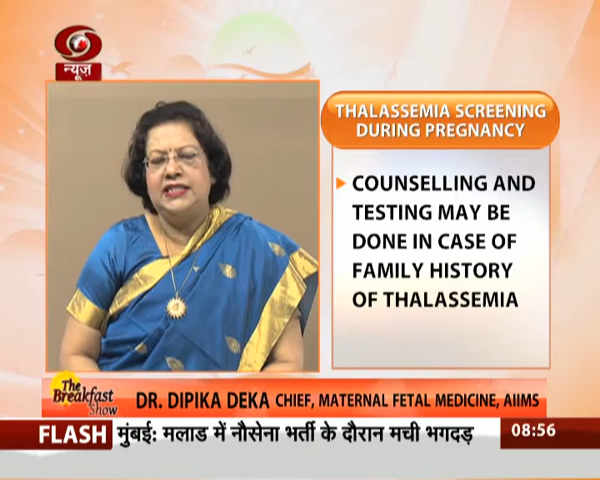 न्यूज़
THALASSEMIA SCREENING
DURING PREGNANCY
COUNSELLING AND
TESTING MAY BE
DONE IN CASE OF
FAMILY HISTORY
OF THALASSEMIA
The
Breakfast
Show
DR. DIPIKA DEKA CHIEF, MATERNAL FETAL MEDICINE, AIIMS
FLASH मुंबई: मलाड में नौसेना भर्ती के दौरान मची भगदड़ 08:56